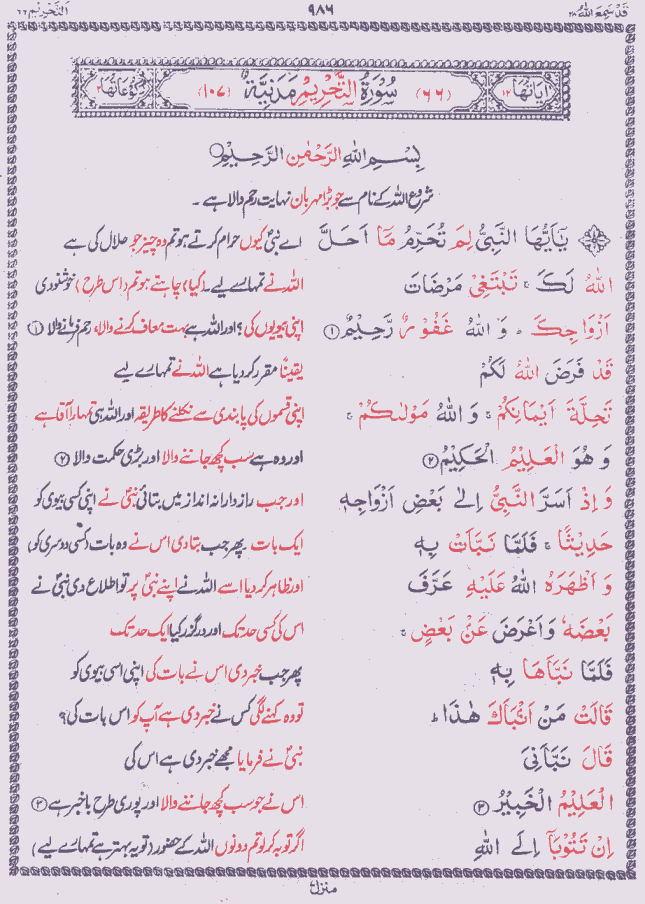 قَدْ سَمِعَ اللّٰهُ ٢٨ ٩٨٦ اَلتَّحْرِيْم ٦٦
اٰيَاتُهَا ١٢ (٦٦) سُوْرَةُ التَّحْرِيْمِ مَدَنِيَّةٌ (١٠٧) رُكُوْعَاتُهَا ٢
بِسْمِ اللّٰهِ الرَّحْمٰنِ الرَّحِيْمِ
شروع اللہ کے نام سے جو بڑا مہربان نہایت رحم والا ہے ۔
يٰۤاَيُّهَا النَّبِيُّ لِمَ تُحَرِّمُ مَاۤ اَحَلَّ اے نبیؐ کیوں حرام کرتے ہو تم وہ چیز جو حلال کی ہے
اللّٰهُ لَكَ ۚ تَبْتَغِيْ مَرْضَاتَ اللہ نے تمہارے لیے ۔ (کیا) چاہتے ہو تم (اس طرح) خوشنودی
اَزْوَاجِكَ ؕ وَ اللّٰهُ غَفُوْرٌ رَّحِيْمٌ ① اپنی بیویوں کی ؟ اور اللہ ہے بہت معاف کرنے والا، رحم فرمانے والا ①
قَدْ فَرَضَ اللّٰهُ لَكُمْ یقیناً مقرر کر دیا ہے اللہ نے تمہارے لیے
تَحِلَّةَ اَيْمَانِكُمْ ۚ وَ اللّٰهُ مَوْلٰىكُمْ ۚ اپنی قسموں کی پابندی سے نکلنے کا طریقہ اور اللہ ہی تمہارا آقا ہے
وَ هُوَ الْعَلِيْمُ الْحَكِيْمُ ② اور وہ ہے سب کچھ جاننے والا اور بڑی حکمت والا ②
وَ اِذْ اَسَرَّ النَّبِيُّ اِلٰى بَعْضِ اَزْوَاجِهٖ اور جب رازدارانہ انداز میں بتائی نبیؐ نے اپنی کسی بیوی کو
حَدِيْثًا ۚ فَلَمَّا نَبَّاَتْ بِهٖ ایک بات پھر جب بتا دی اس نے وہ بات (کسی دوسری کو)
وَ اَظْهَرَهُ اللّٰهُ عَلَيْهِ عَرَّفَ اور ظاہر کر دیا اسے اللہ نے اپنے نبیؐ پر تو اطلاع دی نبیؐ نے
بَعْضَهٗ وَ اَعْرَضَ عَنْۢ بَعْضٍ ۚ اس کی کسی حد تک اور درگزر کیا ایک حد تک
فَلَمَّا نَبَّاَهَا بِهٖ پھر جب خبر دی اس نے بات کی اپنی اسی بیوی کو
قَالَتْ مَنْ اَنْۢبَاَكَ هٰذَا ؕ تو وہ کہنے لگی کس نے خبر دی ہے آپ کو اس بات کی ؟
قَالَ نَبَّاَنِيَ نبیؐ نے فرمایا مجھے خبر دی ہے اس کی
الْعَلِيْمُ الْخَبِيْرُ ③ اس نے جو سب کچھ جاننے والا اور پوری طرح باخبر ہے ③
اِنْ تَتُوْبَاۤ اِلَى اللّٰهِ اگر توبہ کر لو تم دونوں اللہ کے حضور (تو یہ بہتر ہے تمہارے لیے)
منزل ٧